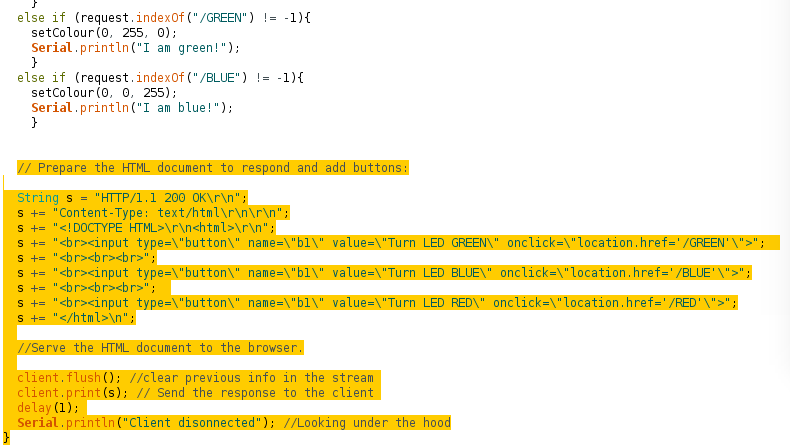 }
else if (request.indexOf("/GREEN") != -1){
setColour(0, 255, 0);
Serial.println("I am green!");
}
else if (request.indexOf("/BLUE") != -1){
setColour(0, 0, 255);
Serial.println("I am blue!");
}
// Prepare the HTML document to respond and add buttons:
String s = "HTTP/1.1 200 OK\r\n";
s += "Content-Type: text/html\r\n\r\n";
s += "<!DOCTYPE HTML>\r\n<html>\r\n";
s += "<br><input type=\"button\" name=\"b1\" value=\"Turn LED GREEN\" onclick=\"location.href='/GREEN'\">";
s += "<br><br><br>";
s += "<br><input type=\"button\" name=\"b1\" value=\"Turn LED BLUE\" onclick=\"location.href='/BLUE'\">";
s += "<br><br><br>";
s += "<br><input type=\"button\" name=\"b1\" value=\"Turn LED RED\" onclick=\"location.href='/RED'\">";
s += "</html>\n";
//Serve the HTML document to the browser.
client.flush(); //clear previous info in the stream
client.print(s); // Send the response to the client
delay(1);
Serial.println("Client disonnected"); //Looking under the hood
}